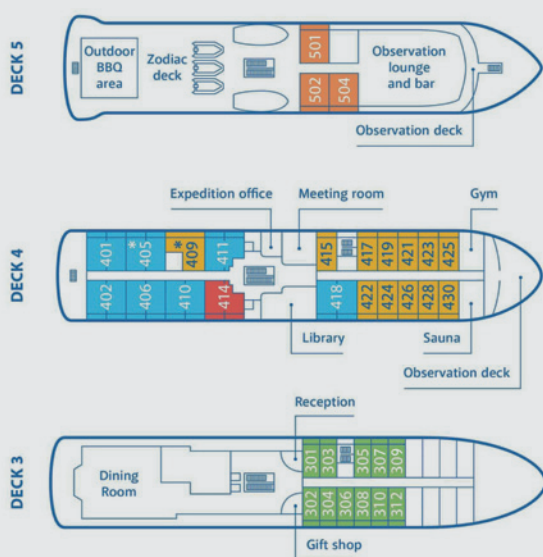 DECK 5
Outdoor
BBQ
area
Zodiac
deck
501
502
504
Observation
lounge
and bar
Observation deck
Expedition office
Meeting room
Gym
DECK 4
401
*
405
*
409
411
415
417
419
421
423
425
402
406
410
414
418
422
424
426
428
430
Library
Sauna
Observation deck
Reception
DECK 3
Dining
Room
301
303
305
307
309
302
304
306
308
310
312
Gift shop